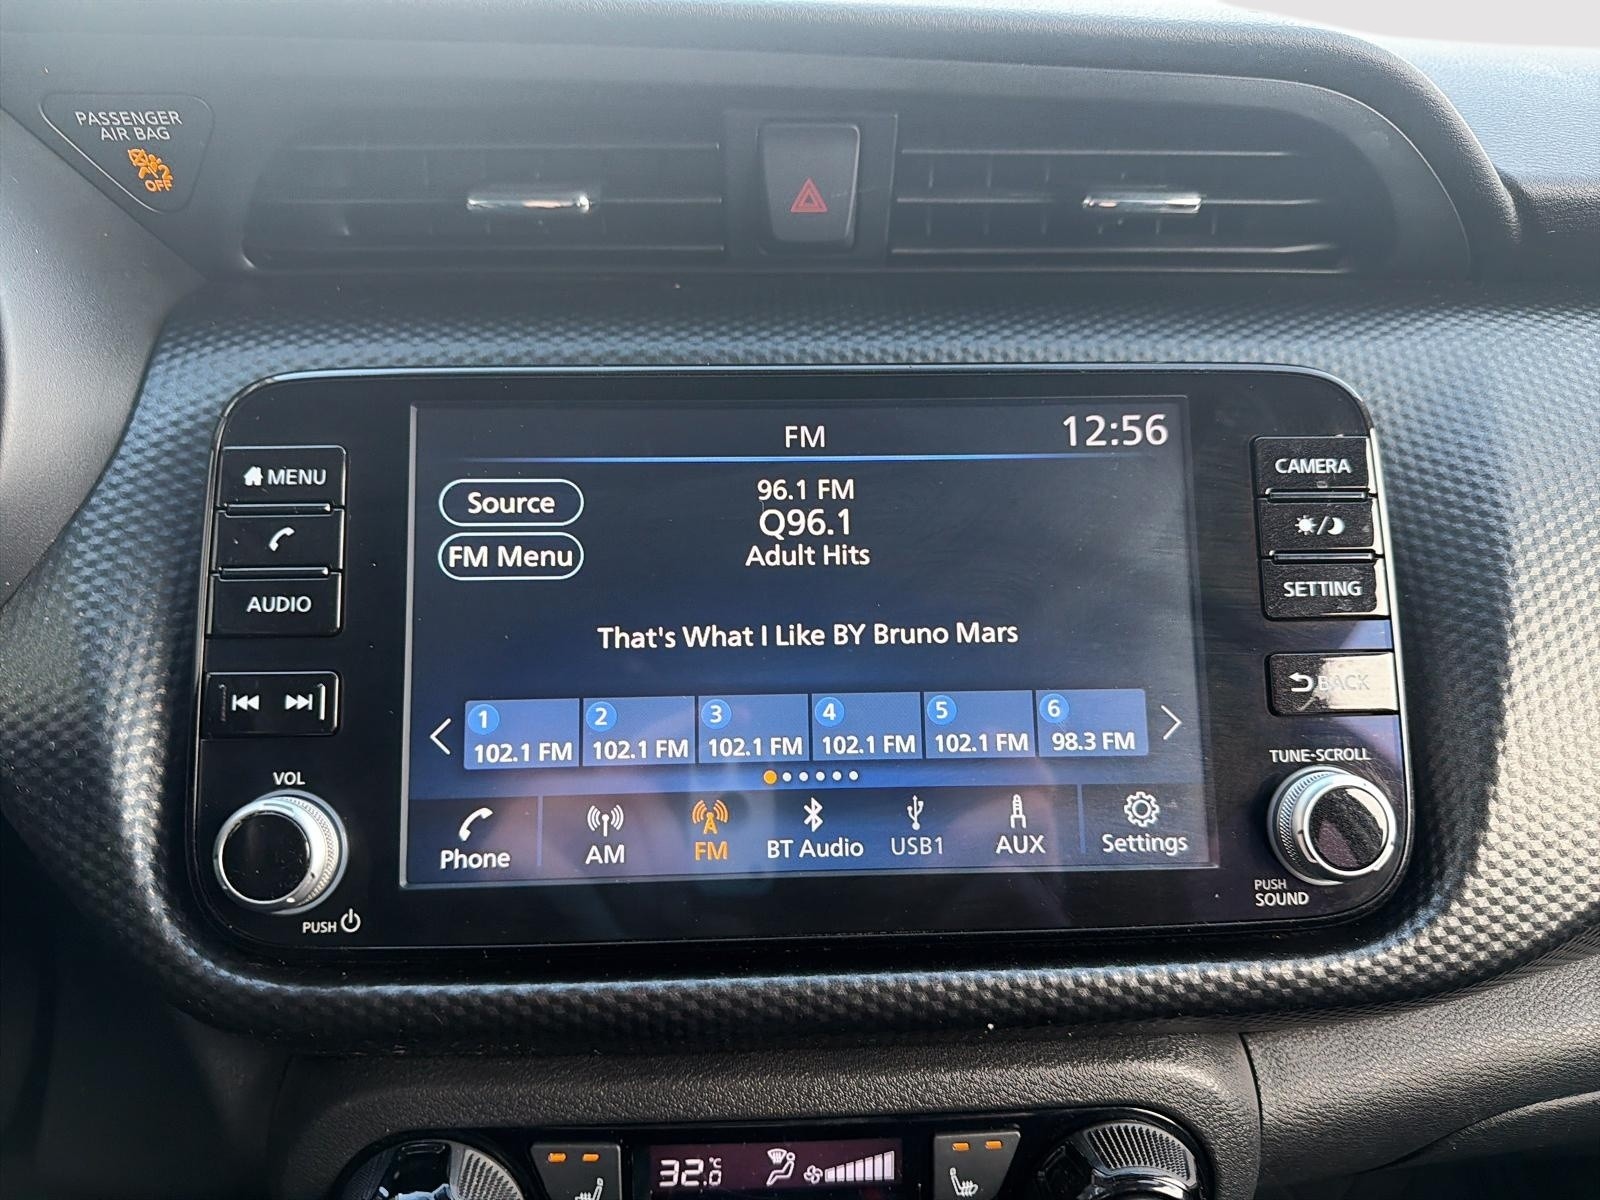 PASSENGER
AIR BAG
2
OFF
FM
12:56
MENU
Source
96.1 FM
Q96.1
FM Menu
Adult Hits
AUDIO
That's What I Like BY Bruno Mars
1
102.1 FM
2
102.1 FM
3
102.1 FM
4
102.1 FM
5
102.1 FM
6
98.3 FM
Phone
AM
FM
BT Audio
USB1
AUX
Settings
VOL
PUSH
CAMERA
SETTING
BACK
TUNE-SCROLL
PUSH
SOUND
32.0
°C